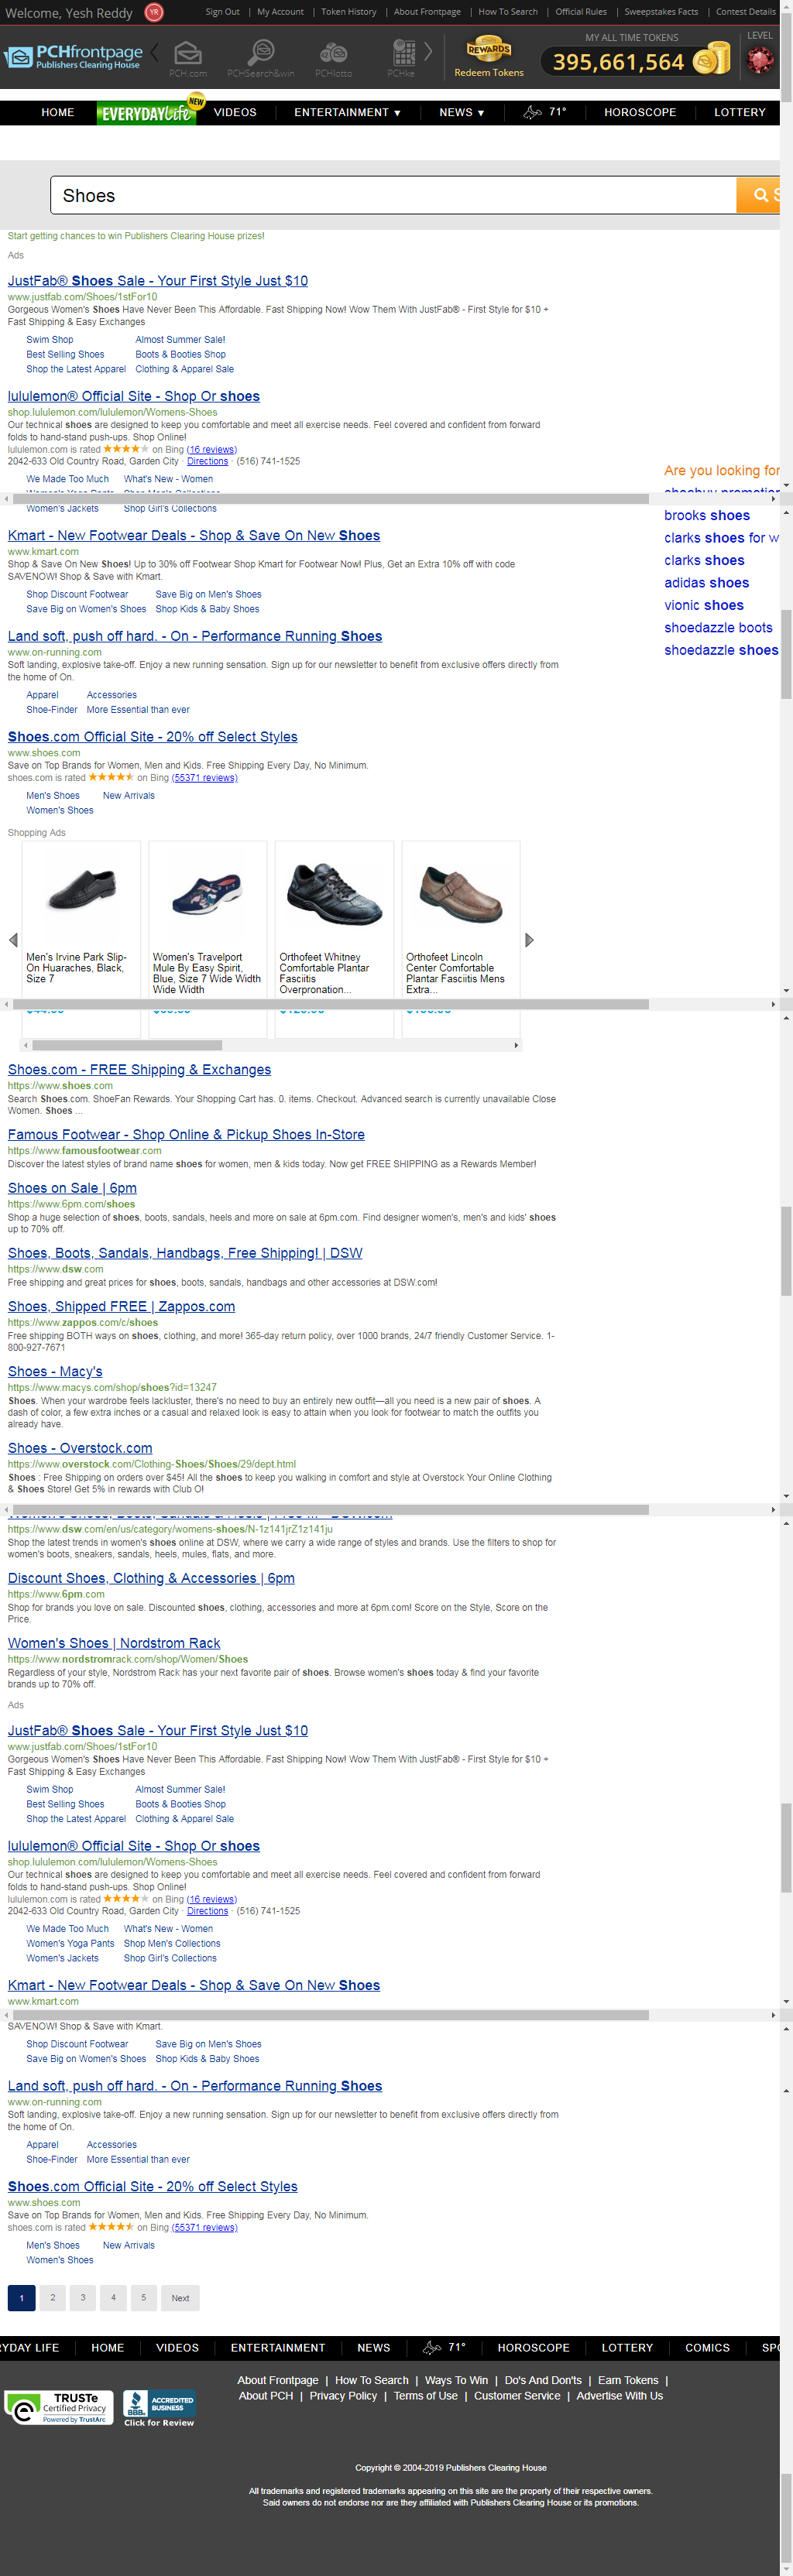 Welcome, Yesh Reddy YR Sign Out | My Account | Token History | About Frontpage | How To Search | Official Rules | Sweepstakes Facts | Contest Details
PCHfrontpage
Publishers Clearing House
PCH.com PCHSearch&win PCHlotto PCHke
REWARDS
Redeem Tokens
MY ALL TIME TOKENS
395,661,564
LEVEL
HOME EVERYDAY Life NEW VIDEOS ENTERTAINMENT ▼ NEWS ▼ 71° HOROSCOPE LOTTERY
Shoes
Start getting chances to win Publishers Clearing House prizes!
Ads
JustFab® Shoes Sale - Your First Style Just $10
www.justfab.com/Shoes/1stFor10
Gorgeous Women's Shoes Have Never Been This Affordable. Fast Shipping Now! Wow Them With JustFab® - First Style for $10 +
Fast Shipping & Easy Exchanges
Swim Shop Almost Summer Sale!
Best Selling Shoes Boots & Booties Shop
Shop the Latest Apparel Clothing & Apparel Sale
lululemon® Official Site - Shop Or shoes
shop.lululemon.com/lululemon/Womens-Shoes
Our technical shoes are designed to keep you comfortable and meet all exercise needs. Feel covered and confident from forward
folds to hand-stand push-ups. Shop Online!
lululemon.com is rated ★★★★★ on Bing (16 reviews)
2042-633 Old Country Road, Garden City · Directions · (516) 741-1525
We Made Too Much What's New - Women
Women's Jackets Shop Girl's Collections
Are you looking for
shoebuy promotion
brooks shoes
clarks shoes for w
clarks shoes
adidas shoes
vionic shoes
shoedazzle boots
shoedazzle shoes
Kmart - New Footwear Deals - Shop & Save On New Shoes
www.kmart.com
Shop & Save On New Shoes! Up to 30% off Footwear Shop Kmart for Footwear Now! Plus, Get an Extra 10% off with code
SAVENOW! Shop & Save with Kmart.
Shop Discount Footwear Save Big on Men's Shoes
Save Big on Women's Shoes Shop Kids & Baby Shoes
Land soft, push off hard. - On - Performance Running Shoes
www.on-running.com
Soft landing, explosive take-off. Enjoy a new running sensation. Sign up for our newsletter to benefit from exclusive offers directly from
the home of On.
Apparel Accessories
Shoe-Finder More Essential than ever
Shoes.com Official Site - 20% off Select Styles
www.shoes.com
Save on Top Brands for Women, Men and Kids. Free Shipping Every Day, No Minimum.
shoes.com is rated ★★★★★ on Bing (55371 reviews)
Men's Shoes New Arrivals
Women's Shoes
Shopping Ads
Men's Irvine Park Slip-
On Huaraches, Black,
Size 7
Women's Travelport
Mule By Easy Spirit,
Blue, Size 7 Wide Width
Wide Width
Orthofeet Whitney
Comfortable Plantar
Fasciitis
Overpronation...
Orthofeet Lincoln
Center Comfortable
Plantar Fasciitis Mens
Extra...
Shoes.com - FREE Shipping & Exchanges
https://www.shoes.com
Search Shoes.com. ShoeFan Rewards. Your Shopping Cart has. 0. items. Checkout. Advanced search is currently unavailable Close
Women. Shoes ...
Famous Footwear - Shop Online & Pickup Shoes In-Store
https://www.famousfootwear.com
Discover the latest styles of brand name shoes for women, men & kids today. Now get FREE SHIPPING as a Rewards Member!
Shoes on Sale | 6pm
https://www.6pm.com/shoes
Shop a huge selection of shoes, boots, sandals, heels and more on sale at 6pm.com. Find designer women's, men's and kids' shoes
up to 70% off.
Shoes, Boots, Sandals, Handbags, Free Shipping! | DSW
https://www.dsw.com
Free shipping and great prices for shoes, boots, sandals, handbags and other accessories at DSW.com!
Shoes, Shipped FREE | Zappos.com
https://www.zappos.com/c/shoes
Free shipping BOTH ways on shoes, clothing, and more! 365-day return policy, over 1000 brands, 24/7 friendly Customer Service. 1-
800-927-7671
Shoes - Macy's
https://www.macys.com/shop/shoes?id=13247
Shoes. When your wardrobe feels lackluster, there's no need to buy an entirely new outfit—all you need is a new pair of shoes. A
dash of color, a few extra inches or a casual and relaxed look is easy to attain when you look for footwear to match the outfits you
already have.
Shoes - Overstock.com
https://www.overstock.com/Clothing-Shoes/Shoes/29/dept.html
Shoes : Free Shipping on orders over $45! All the shoes to keep you walking in comfort and style at Overstock Your Online Clothing
& Shoes Store! Get 5% in rewards with Club O!
https://www.dsw.com/en/us/category/womens-shoes/N-1z141jrZ1z141ju
Shop the latest trends in women's shoes online at DSW, where we carry a wide range of styles and brands. Use the filters to shop for
women's boots, sneakers, sandals, heels, mules, flats, and more.
Discount Shoes, Clothing & Accessories | 6pm
https://www.6pm.com
Shop for brands you love on sale. Discounted shoes, clothing, accessories and more at 6pm.com! Score on the Style, Score on the
Price.
Women's Shoes | Nordstrom Rack
https://www.nordstromrack.com/shop/Women/Shoes
Regardless of your style, Nordstrom Rack has your next favorite pair of shoes. Browse women's shoes today & find your favorite
brands up to 70% off.
Ads
JustFab® Shoes Sale - Your First Style Just $10
www.justfab.com/Shoes/1stFor10
Gorgeous Women's Shoes Have Never Been This Affordable. Fast Shipping Now! Wow Them With JustFab® - First Style for $10 +
Fast Shipping & Easy Exchanges
Swim Shop Almost Summer Sale!
Best Selling Shoes Boots & Booties Shop
Shop the Latest Apparel Clothing & Apparel Sale
lululemon® Official Site - Shop Or shoes
shop.lululemon.com/lululemon/Womens-Shoes
Our technical shoes are designed to keep you comfortable and meet all exercise needs. Feel covered and confident from forward
folds to hand-stand push-ups. Shop Online!
lululemon.com is rated ★★★★★ on Bing (16 reviews)
2042-633 Old Country Road, Garden City · Directions · (516) 741-1525
We Made Too Much What's New - Women
Women's Yoga Pants Shop Men's Collections
Women's Jackets Shop Girl's Collections
Kmart - New Footwear Deals - Shop & Save On New Shoes
www.kmart.com
SAVENOW! Shop & Save with Kmart.
Shop Discount Footwear Save Big on Men's Shoes
Save Big on Women's Shoes Shop Kids & Baby Shoes
Land soft, push off hard. - On - Performance Running Shoes
www.on-running.com
Soft landing, explosive take-off. Enjoy a new running sensation. Sign up for our newsletter to benefit from exclusive offers directly from
the home of On.
Apparel Accessories
Shoe-Finder More Essential than ever
Shoes.com Official Site - 20% off Select Styles
www.shoes.com
Save on Top Brands for Women, Men and Kids. Free Shipping Every Day, No Minimum.
shoes.com is rated ★★★★★ on Bing (55371 reviews)
Men's Shoes New Arrivals
Women's Shoes
1 2 3 4 5 Next
RYDAY LIFE HOME VIDEOS ENTERTAINMENT NEWS 71° HOROSCOPE LOTTERY COMICS SPO
About Frontpage | How To Search | Ways To Win | Do's And Don'ts | Earn Tokens |
About PCH | Privacy Policy | Terms of Use | Customer Service | Advertise With Us
TRUSTe
Certified Privacy
Powered by TrustArc
BBB. ACCREDITED BUSINESS
Click for Review
Copyright © 2004-2019 Publishers Clearing House
All trademarks and registered trademarks appearing on this site are the property of their respective owners.
Said owners do not endorse nor are they affiliated with Publishers Clearing House or its promotions.